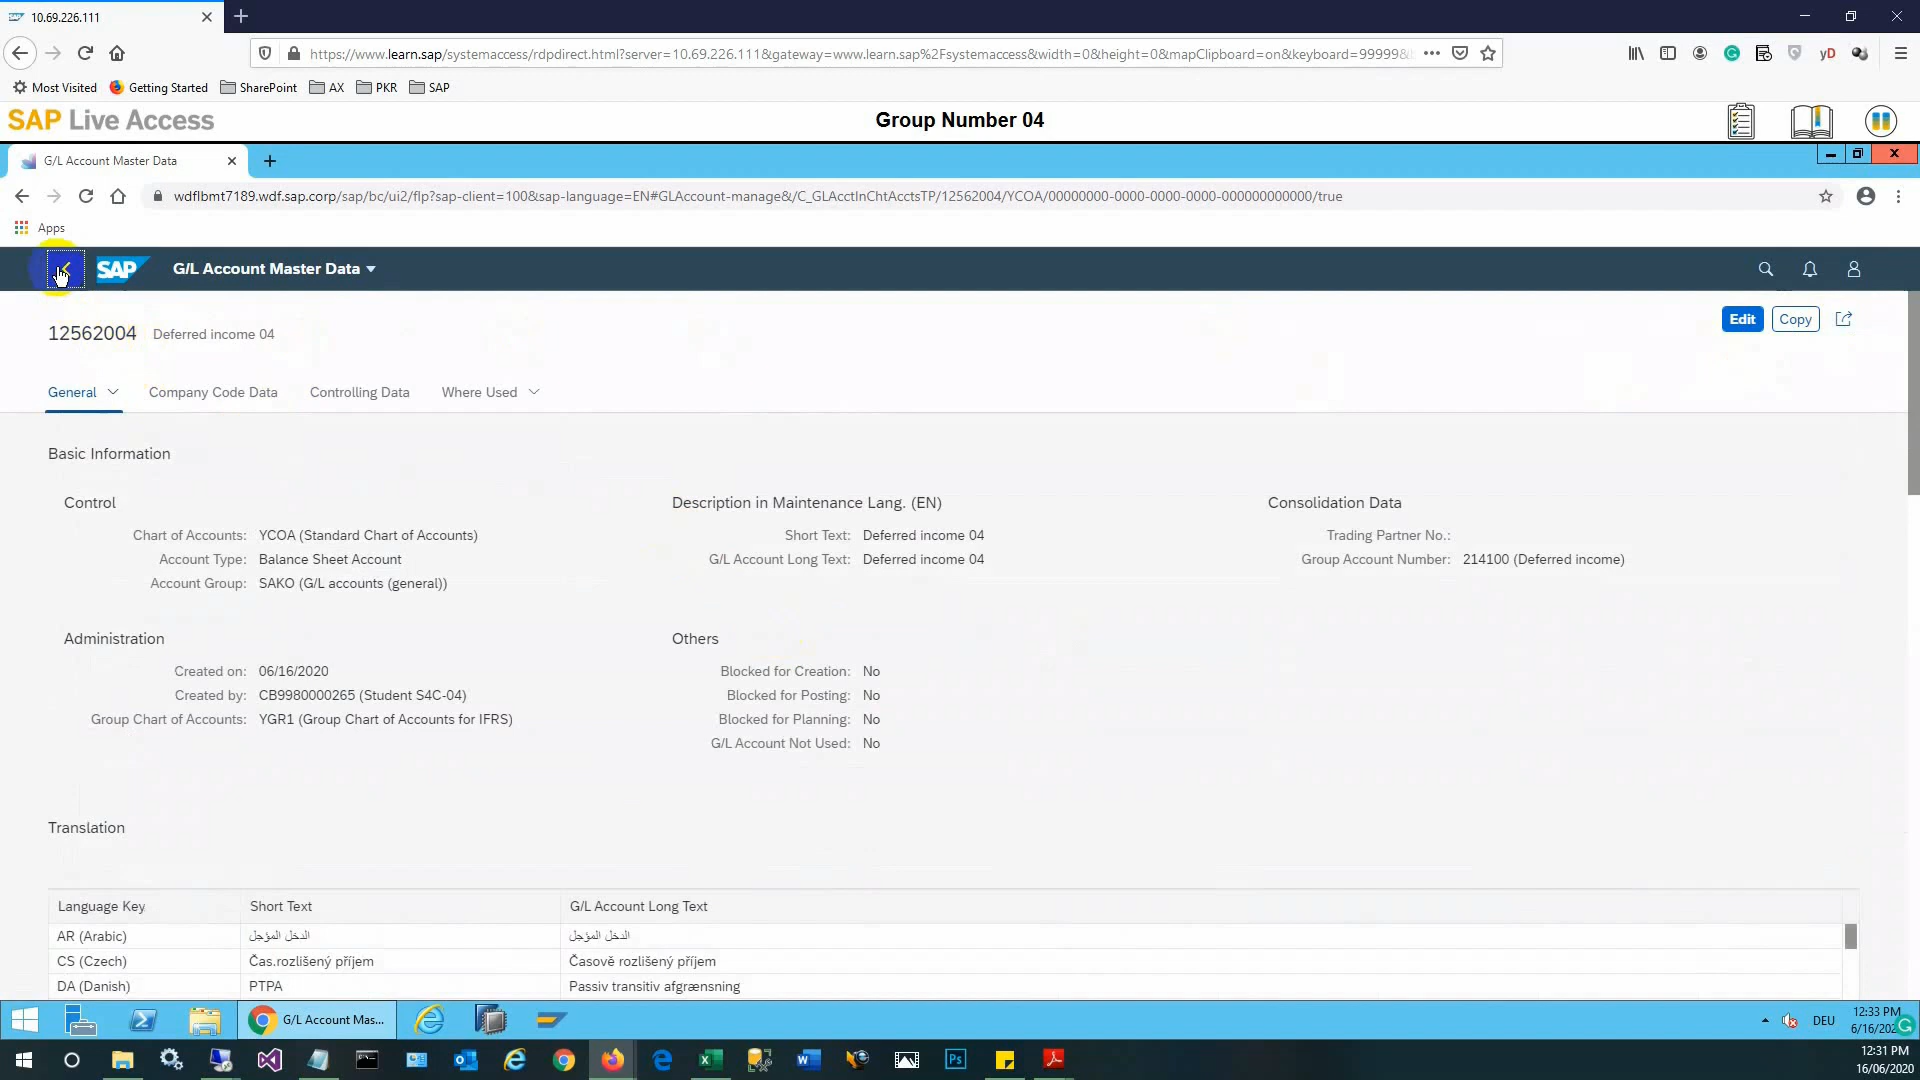 10.69.226.111
https://www.learn.sap/systemaccess/rdpdirect.html?server=10.69.226.111&gateway=www.learn.sap%2Fsystemaccess&width=0&height=0&mapClipboard=on&keyboard=99999&
Most Visited Getting Started SharePoint AX PKR SAP
SAP Live Access
Group Number 04
G/L Account Master Data
wdflbmt7189.wdf.sap.corp/sap/bc/ui2/flp?sap-client=100&sap-language=EN#GLAccount-manage&/C_GLAcctInChtAcctsTP/12562004/YCOA/00000000-0000-0000-0000-000000000000/true
Apps
SAP G/L Account Master Data
12562004 Deferred income 04
Edit Copy
General Company Code Data Controlling Data Where Used
Basic Information
Control
Chart of Accounts: YCOA (Standard Chart of Accounts)
Account Type: Balance Sheet Account
Account Group: SAKO (G/L accounts (general))
Description in Maintenance Lang. (EN)
Short Text: Deferred income 04
G/L Account Long Text: Deferred income 04
Consolidation Data
Trading Partner No.:
Group Account Number: 214100 (Deferred income)
Administration
Created on: 06/16/2020
Created by: CB9980000265 (Student S4C-04)
Group Chart of Accounts: YGR1 (Group Chart of Accounts for IFRS)
Others
Blocked for Creation: No
Blocked for Posting: No
Blocked for Planning: No
G/L Account Not Used: No
Translation
Language Key Short Text G/L Account Long Text
AR (Arabic) الدخل المؤجل الدخل المؤجل
CS (Czech) Čas.rozlišený příjem Časově rozlišený příjem
DA (Danish) PTPA Passiv transitiv afgrænsning
G/L Account Mas...
DEU
12:33 PM
12:31 PM
16/06/2020